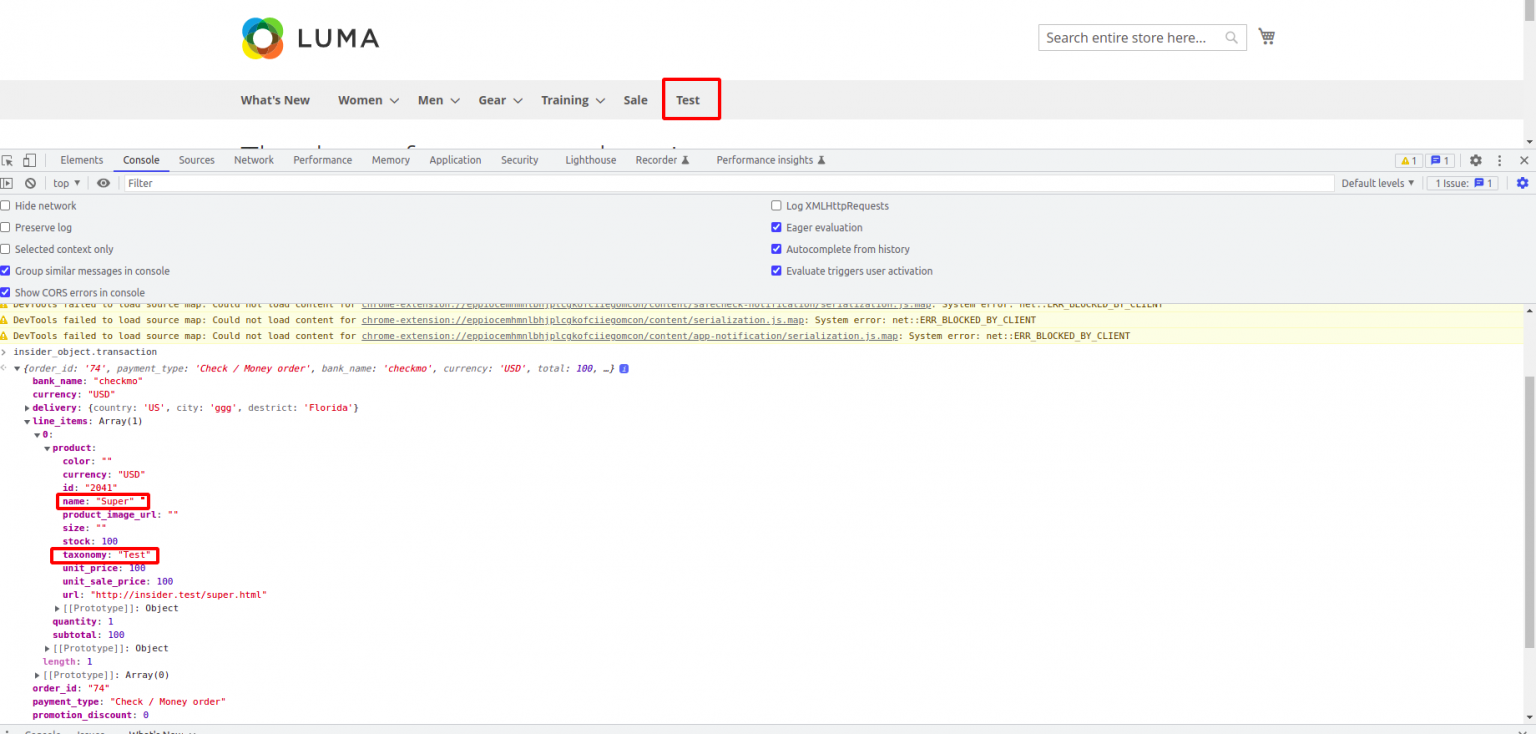 LUMA
Search entire store here...
What's New Women Men Gear Training Sale Test
Elements Console Sources Network Performance Memory Application Security Lighthouse Recorder Performance insights 1 1
top ▼ Filter Default levels ▼ 1 Issue: 1
Hide network Log XMLHttpRequests
Preserve log Eager evaluation
Selected context only Autocomplete from history
Group similar messages in console Evaluate triggers user activation
Show CORS errors in console
DevTools failed to load source map: Could not load content for chrome-extension://eppiocemhmnlbhjplcgkofciiegomcon/content/safecheck-notification/serialization.js.map: System error: net::ERR_BLOCKED_BY_CLIENT
DevTools failed to load source map: Could not load content for chrome-extension://eppiocemhmnlbhjplcgkofciiegomcon/content/serialization.js.map: System error: net::ERR_BLOCKED_BY_CLIENT
DevTools failed to load source map: Could not load content for chrome-extension://eppiocemhmnlbhjplcgkofciiegomcon/content/app-notification/serialization.js.map: System error: net::ERR_BLOCKED_BY_CLIENT
insider_object.transaction
{order_id: '74', payment_type: 'Check / Money order', bank_name: 'checkmo', currency: 'USD', total: 100, …}
bank_name: "checkmo"
currency: "USD"
delivery: {country: 'US', city: 'ggg', destrict: 'Florida'}
line_items: Array(1)
0:
product:
color: ""
currency: "USD"
id: "2041"
name: "Super" "
product_image_url: ""
size: ""
stock: 100
taxonomy: "Test"
unit_price: 100
unit_sale_price: 100
url: "http://insider.test/super.html"
[[Prototype]]: Object
quantity: 1
subtotal: 100
[[Prototype]]: Object
length: 1
[[Prototype]]: Array(0)
order_id: "74"
payment_type: "Check / Money order"
promotion_discount: 0
Console Issues What's New